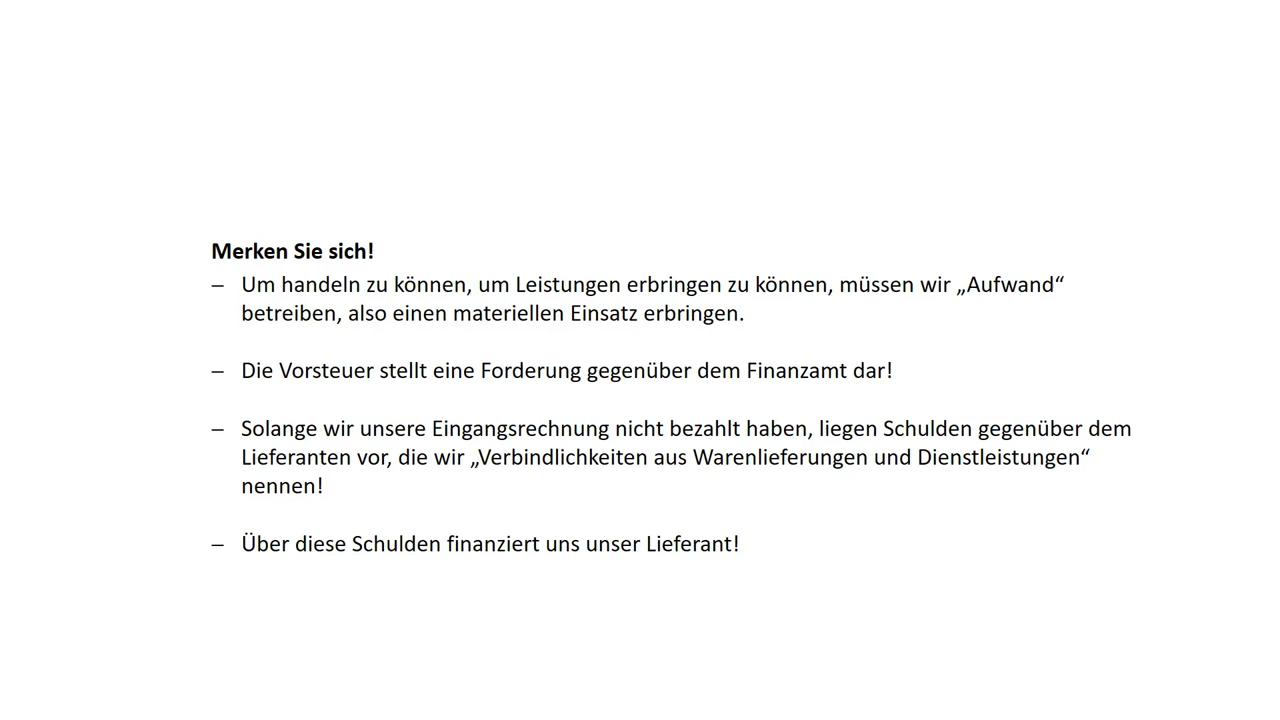 Merken Sie sich!
– Um handeln zu können, um Leistungen erbringen zu können, müssen wir „Aufwand“
betreiben, also einen materiellen Einsatz erbringen.
– Die Vorsteuer stellt eine Forderung gegenüber dem Finanzamt dar!
– Solange wir unsere Eingangsrechnung nicht bezahlt haben, liegen Schulden gegenüber dem
Lieferanten vor, die wir „Verbindlichkeiten aus Warenlieferungen und Dienstleistungen“
nennen!
– Über diese Schulden finanziert uns unser Lieferant!